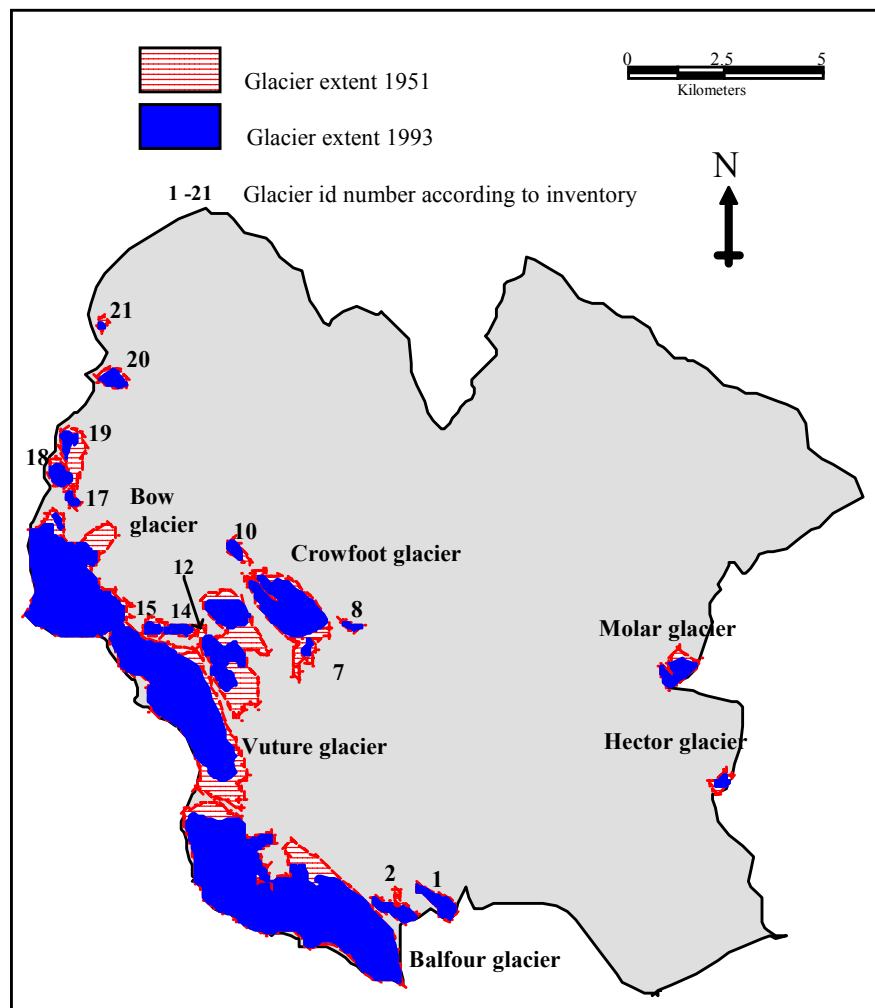 0 2.5 5
Kilometers
Glacier extent 1951
Glacier extent 1993
N
1 -21 Glacier id number according to inventory
21
20
19
18
17
Bow
glacier
10
Crowfoot glacier
12
15 14
8
7
Molar glacier
Vuture glacier
Hector glacier
2 1
Balfour glacier